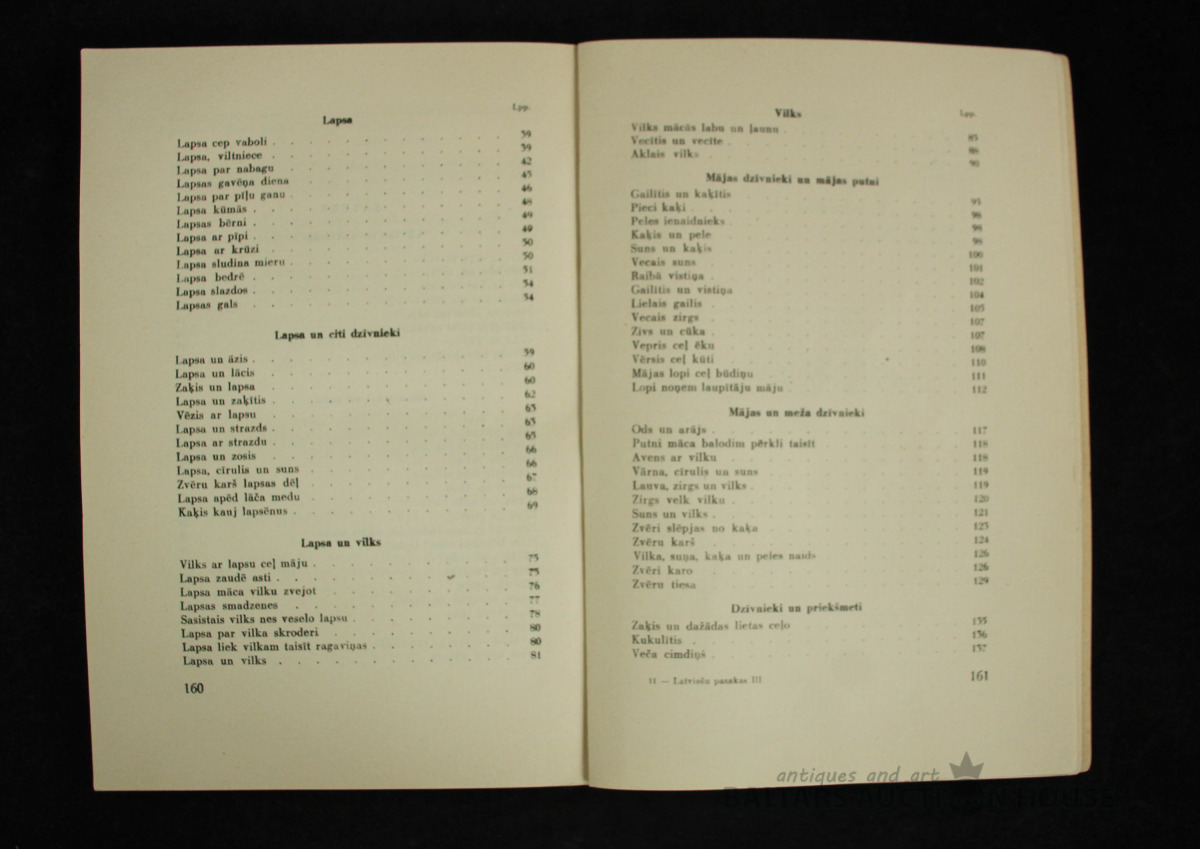 Lpp.
Lapsa
Lapsa cep vaboli 39
Lapsa, viltniece 39
Lapsa par nabagu 42
Lapsas gavēņa diena 45
Lapsa par pīļu ganu 46
Lapsa kūmās 48
Lapsas bērni 49
Lapsa ar pīpi 49
Lapsa ar krūzi 50
Lapsa sludina mieru 50
Lapsa bedrē 51
Lapsa slazdos 54
Lapsas gals 54
Lapsa un citi dzīvnieki
Lapsa un āzis 59
Lapsa un lācis 60
Zaķis un lapsa 60
Lapsa un zaķītis 62
Vēzis ar lapsu 63
Lapsa un strazds 63
Lapsa ar strazdu 65
Lapsa un zosis 66
Lapsa, cīrulis un suns 66
Zvēru karš lapsas dēļ 67
Lapsa apēd lāča medu 68
Kaķis kauj lapsēnus 69
Lapsa un vilks
Vilks ar lapsu ceļ māju 75
Lapsa zaudē asti 75
Lapsa māca vilku zvejot 76
Lapsas smadzenes 77
Sasistais vilks nes veselo lapsu 78
Lapsa par vilka skroderi 80
Lapsa liek vilkam taisīt ragaviņas 80
Lapsa un vilks 81
160
Vilks
Lpp.
Vilks mācās labu un ļaunu 85
Vecītis un vecīte 88
Aklais vilks 90
Mājas dzīvnieki un mājas putni
Gailītis un kaķītis 95
Pieci kaķi 98
Peles ienaidnieks 98
Kaķis un pele 98
Suns un kaķis 100
Vecais suns 101
Raibā vistiņa 102
Gailītis un vistiņa 104
Lielais gailis 105
Vecais zirgs 107
Zivs un cūka 107
Vepris ceļ ēku 108
Vērsis ceļ kūti 110
Mājas lopi ceļ būdiņu 111
Lopi noņem laupītāju māju 112
Mājas un meža dzīvnieki
Ods un arājs 117
Putni māca balodim pērkli taisīt 118
Avens ar vilku 118
Vārna, cīrulis un suns 119
Lauva, zirgs un vilks 119
Zirgs velk vilku 120
Suns un vilks 121
Zvēri slēpjas no kaķa 123
Zvēru karš 124
Vilka, suņa, kaķa un peles naids 126
Zvēri karo 126
Zvēru tiesa 129
Dzīvnieki un priekšmeti
Zaķis un dažādas lietas ceļo 135
Kukulītis 136
Veča cimdiņš 137
11 — Latviešu pasakas III
161
antiques and art
BALTARS AUCTION HOUSE